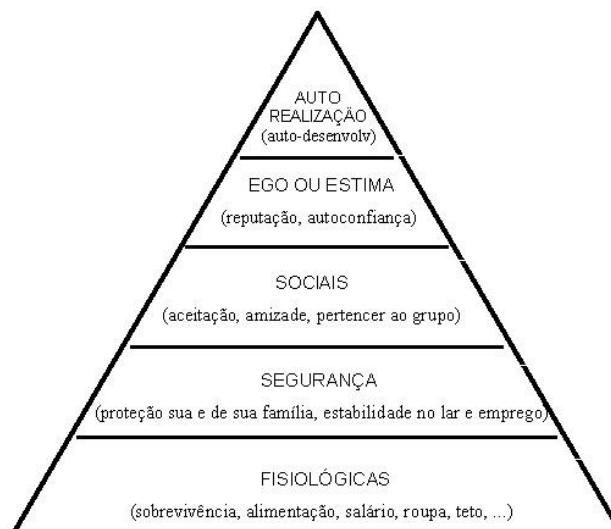 AUTO
REALIZAÇÃO
(auto-desenvolv)
EGO OU ESTIMA
(reputação, autoconfiança)
SOCIAIS
(aceitação, amizade, pertencer ao grupo)
SEGURANÇA
(proteção sua e de sua família, estabilidade no lar e emprego)
FISIOLÓGICAS
(sobrevivência, alimentação, salário, roupa, teto, ...)